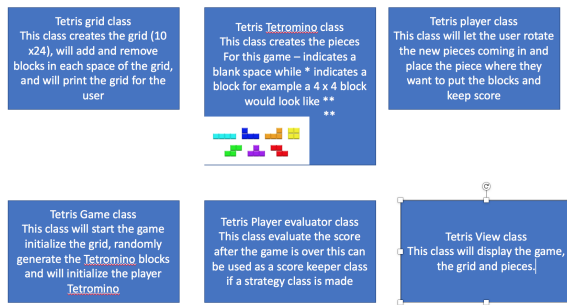 Tetris grid class
This class creates the grid (10
x24), will add and remove
blocks in each space of the grid,
and will print the grid for the
user
Tetris Tetromino class
This class creates the pieces
For this game – indicates a
blank space while * indicates a
block for example a 4 x 4 block
would look like **
**
Tetris player class
This class will let the user rotate
the new pieces coming in and
place the piece where they
want to put the blocks and
keep score
Tetris Game class
This class will start the game
initialize the grid, randomly
generate the Tetromino blocks
and will initialize the player
Tetromino
Tetris Player evaluator class
This class evaluate the score
after the game is over this can
be used as a score keeper class
if a strategy class is made
Tetris View class
This class will display the game,
the grid and pieces.